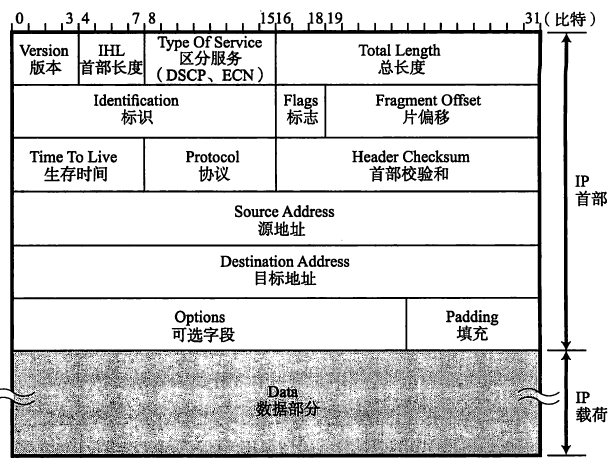 0 3 4 7 8 15 16 18 19 31 (比特)
Version IHL Type Of Service Total Length
版本 首部长度 区分服务 总长度
(DSCP、ECN)
Identification Flags Fragment Offset
标识 标志 片偏移
Time To Live Protocol Header Checksum
生存时间 协议 首部校验和
IP
首部
Source Address
源地址
Destination Address
目标地址
Options Padding
可选字段 填充
Data
数据部分
IP
载荷